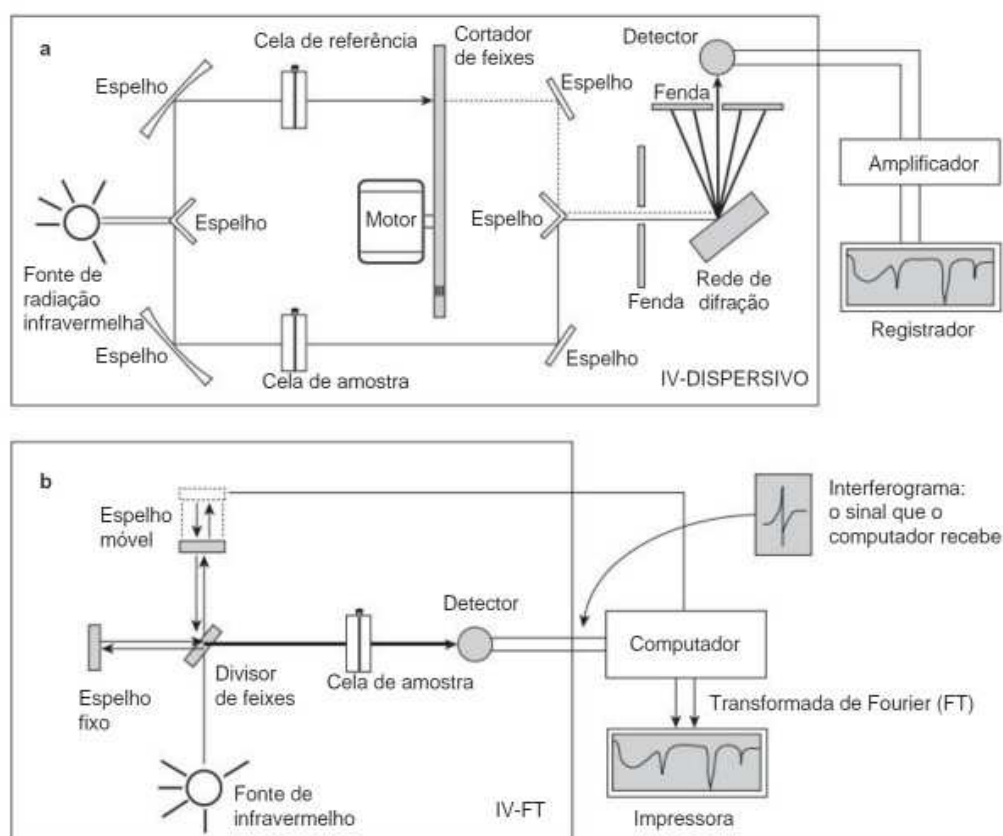 a
Cela de referência
Cortador
de feixes
Detector
Espelho
Espelho
Fenda
Amplificador
Motor
Espelho
Espelho
Fonte de
radiação
infravermelha
Fenda
Rede de
difração
Registrador
Espelho
Cela de amostra
Espelho
IV-DISPERSIVO
b
Espelho
móvel
Interferograma:
o sinal que o
computador recebe
Detector
Computador
Espelho
fixo
Divisor
de feixes
Cela de amostra
Transformada de Fourier (FT)
Fonte de
infravermelho
IV-FT
Impressora